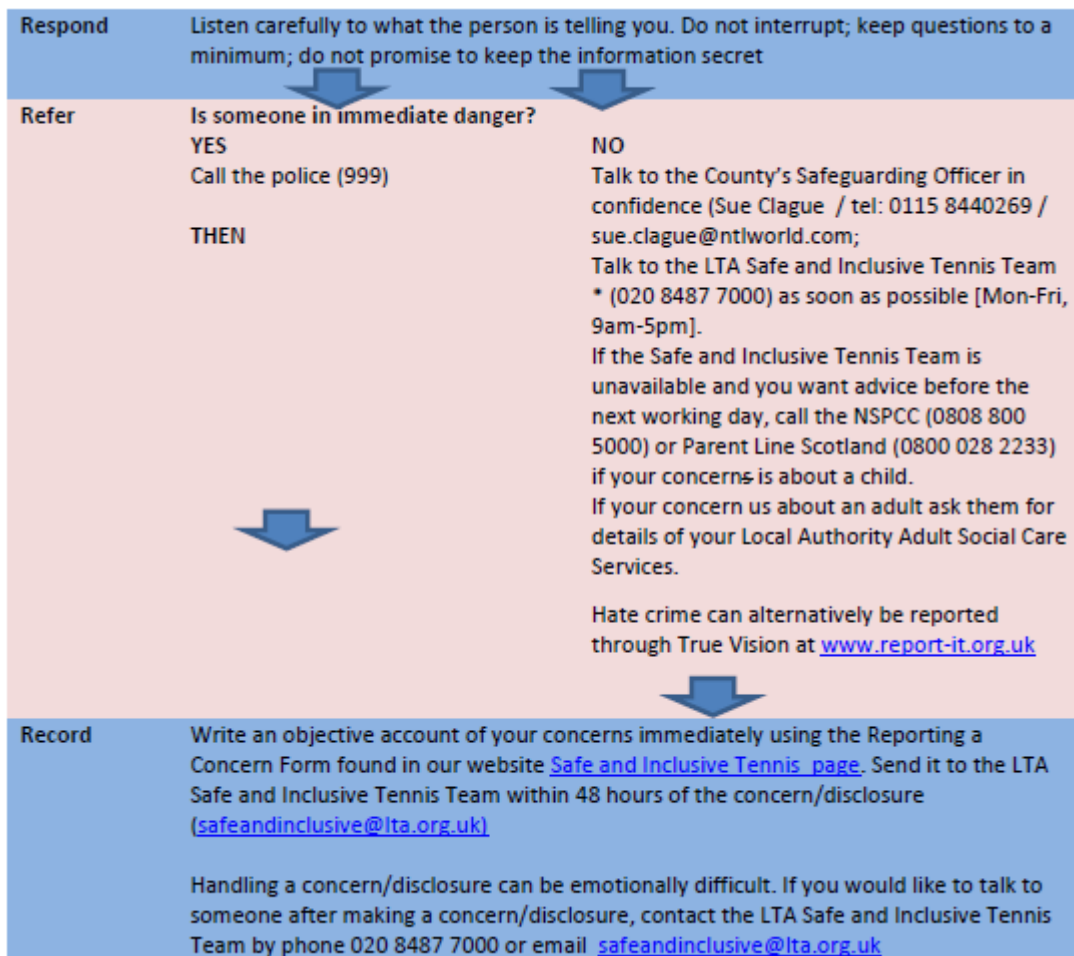 Respond Listen carefully to what the person is telling you. Do not interrupt; keep questions to a
minimum; do not promise to keep the information secret
Refer Is someone in immediate danger?
YES
Call the police (999)
THEN
NO
Talk to the County's Safeguarding Officer in
confidence (Sue Clague / tel: 0115 8440269 /
sue.clague@ntlworld.com;
Talk to the LTA Safe and Inclusive Tennis Team
* (020 8487 7000) as soon as possible [Mon-Fri,
9am-5pm].
If the Safe and Inclusive Tennis Team is
unavailable and you want advice before the
next working day, call the NSPCC (0808 800
5000) or Parent Line Scotland (0800 028 2233)
if your concerns is about a child.
If your concern us about an adult ask them for
details of your Local Authority Adult Social Care
Services.
Hate crime can alternatively be reported
through True Vision at www.report-it.org.uk
Record Write an objective account of your concerns immediately using the Reporting a
Concern Form found in our website Safe and Inclusive Tennis page. Send it to the LTA
Safe and Inclusive Tennis Team within 48 hours of the concern/disclosure
(safeandinclusive@lta.org.uk)
Handling a concern/disclosure can be emotionally difficult. If you would like to talk to
someone after making a concern/disclosure, contact the LTA Safe and Inclusive Tennis
Team by phone 020 8487 7000 or email safeandinclusive@lta.org.uk